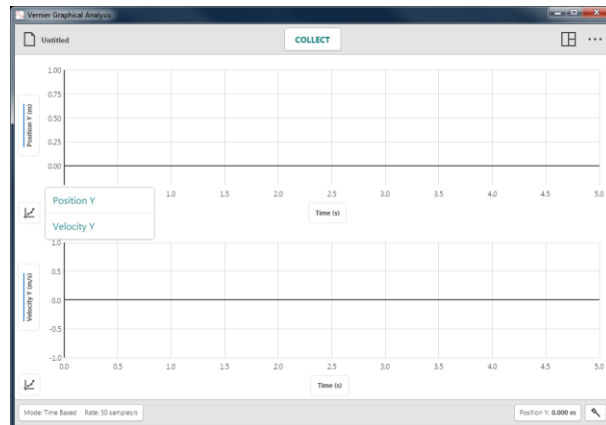 Vernier Graphical Analysis
Untitled
COLLECT
1.00
0.75
0.50
0.25
0.00
Position Y (m)
Position Y
Velocity Y
1.0 1.5 2.0 2.5 3.0 3.5 4.0 4.5 5.0
Time (s)
1.0
0.5
0.0
-0.5
-1.0
Velocity Y (m/s)
0.0 0.5 1.0 1.5 2.0 2.5 3.0 3.5 4.0 4.5 5.0
Time (s)
Mode: Time Based Rate: 50 samples/s
Position Y: 0.000 m